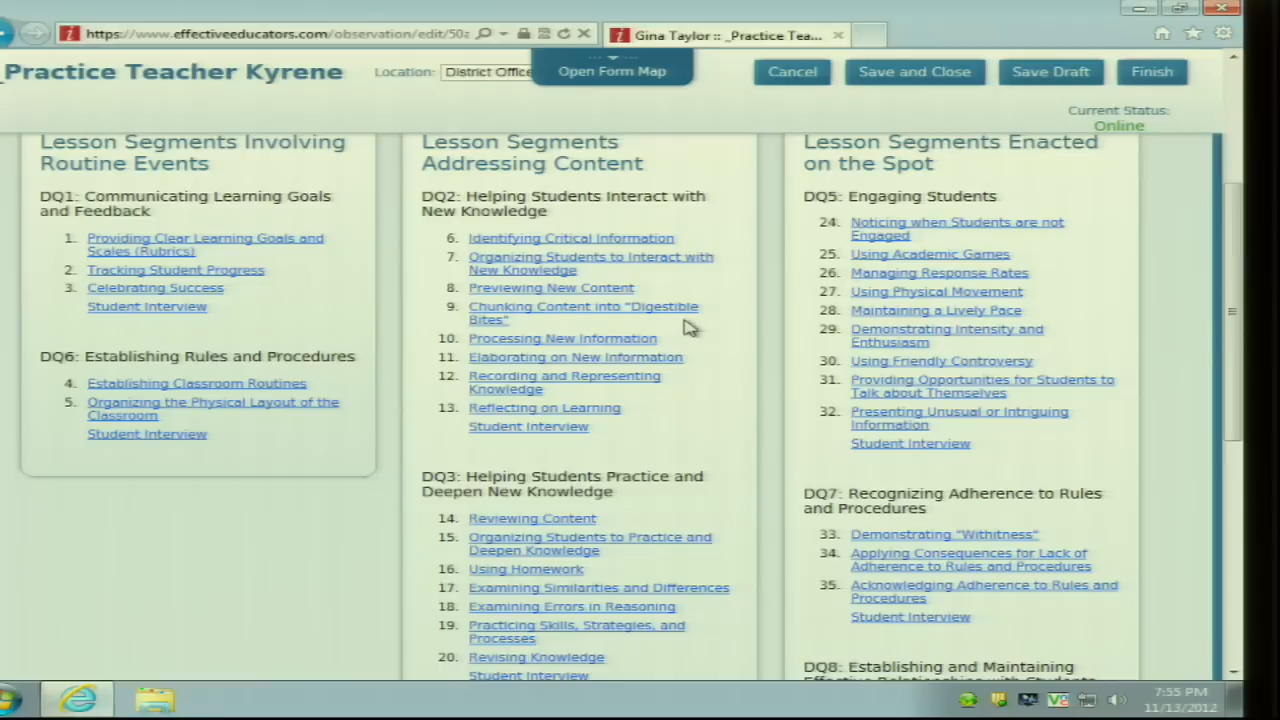 https://www.effectiveeducators.com/observation/edit/50
Gina Taylor :: _Practice Tea...
_Practice Teacher Kyrene
Location: District Office
Open Form Map
Cancel
Save and Close
Save Draft
Finish
Current Status:
Online
Lesson Segments Involving
Routine Events
DQ1: Communicating Learning Goals
and Feedback
1. Providing Clear Learning Goals and
Scales (Rubrics)
2. Tracking Student Progress
3. Celebrating Success
Student Interview
DQ6: Establishing Rules and Procedures
4. Establishing Classroom Routines
5. Organizing the Physical Layout of the
Classroom
Student Interview
Lesson Segments
Addressing Content
DQ2: Helping Students Interact with
New Knowledge
6. Identifying Critical Information
7. Organizing Students to Interact with
New Knowledge
8. Previewing New Content
9. Chunking Content into "Digestible
Bites"
10. Processing New Information
11. Elaborating on New Information
12. Recording and Representing
Knowledge
13. Reflecting on Learning
Student Interview
DQ3: Helping Students Practice and
Deepen New Knowledge
14. Reviewing Content
15. Organizing Students to Practice and
Deepen Knowledge
16. Using Homework
17. Examining Similarities and Differences
18. Examining Errors in Reasoning
19. Practicing Skills, Strategies, and
Processes
20. Revising Knowledge
Student Interview
Lesson Segments Enacted
on the Spot
DQ5: Engaging Students
24. Noticing when Students are not
Engaged
25. Using Academic Games
26. Managing Response Rates
27. Using Physical Movement
28. Maintaining a Lively Pace
29. Demonstrating Intensity and
Enthusiasm
30. Using Friendly Controversy
31. Providing Opportunities for Students to
Talk about Themselves
32. Presenting Unusual or Intriguing
Information
Student Interview
DQ7: Recognizing Adherence to Rules
and Procedures
33. Demonstrating "Withitness"
34. Applying Consequences for Lack of
Adherence to Rules and Procedures
35. Acknowledging Adherence to Rules and
Procedures
Student Interview
DQ8: Establishing and Maintaining
Effective Relationships with Students
7:55 PM
11/13/2012